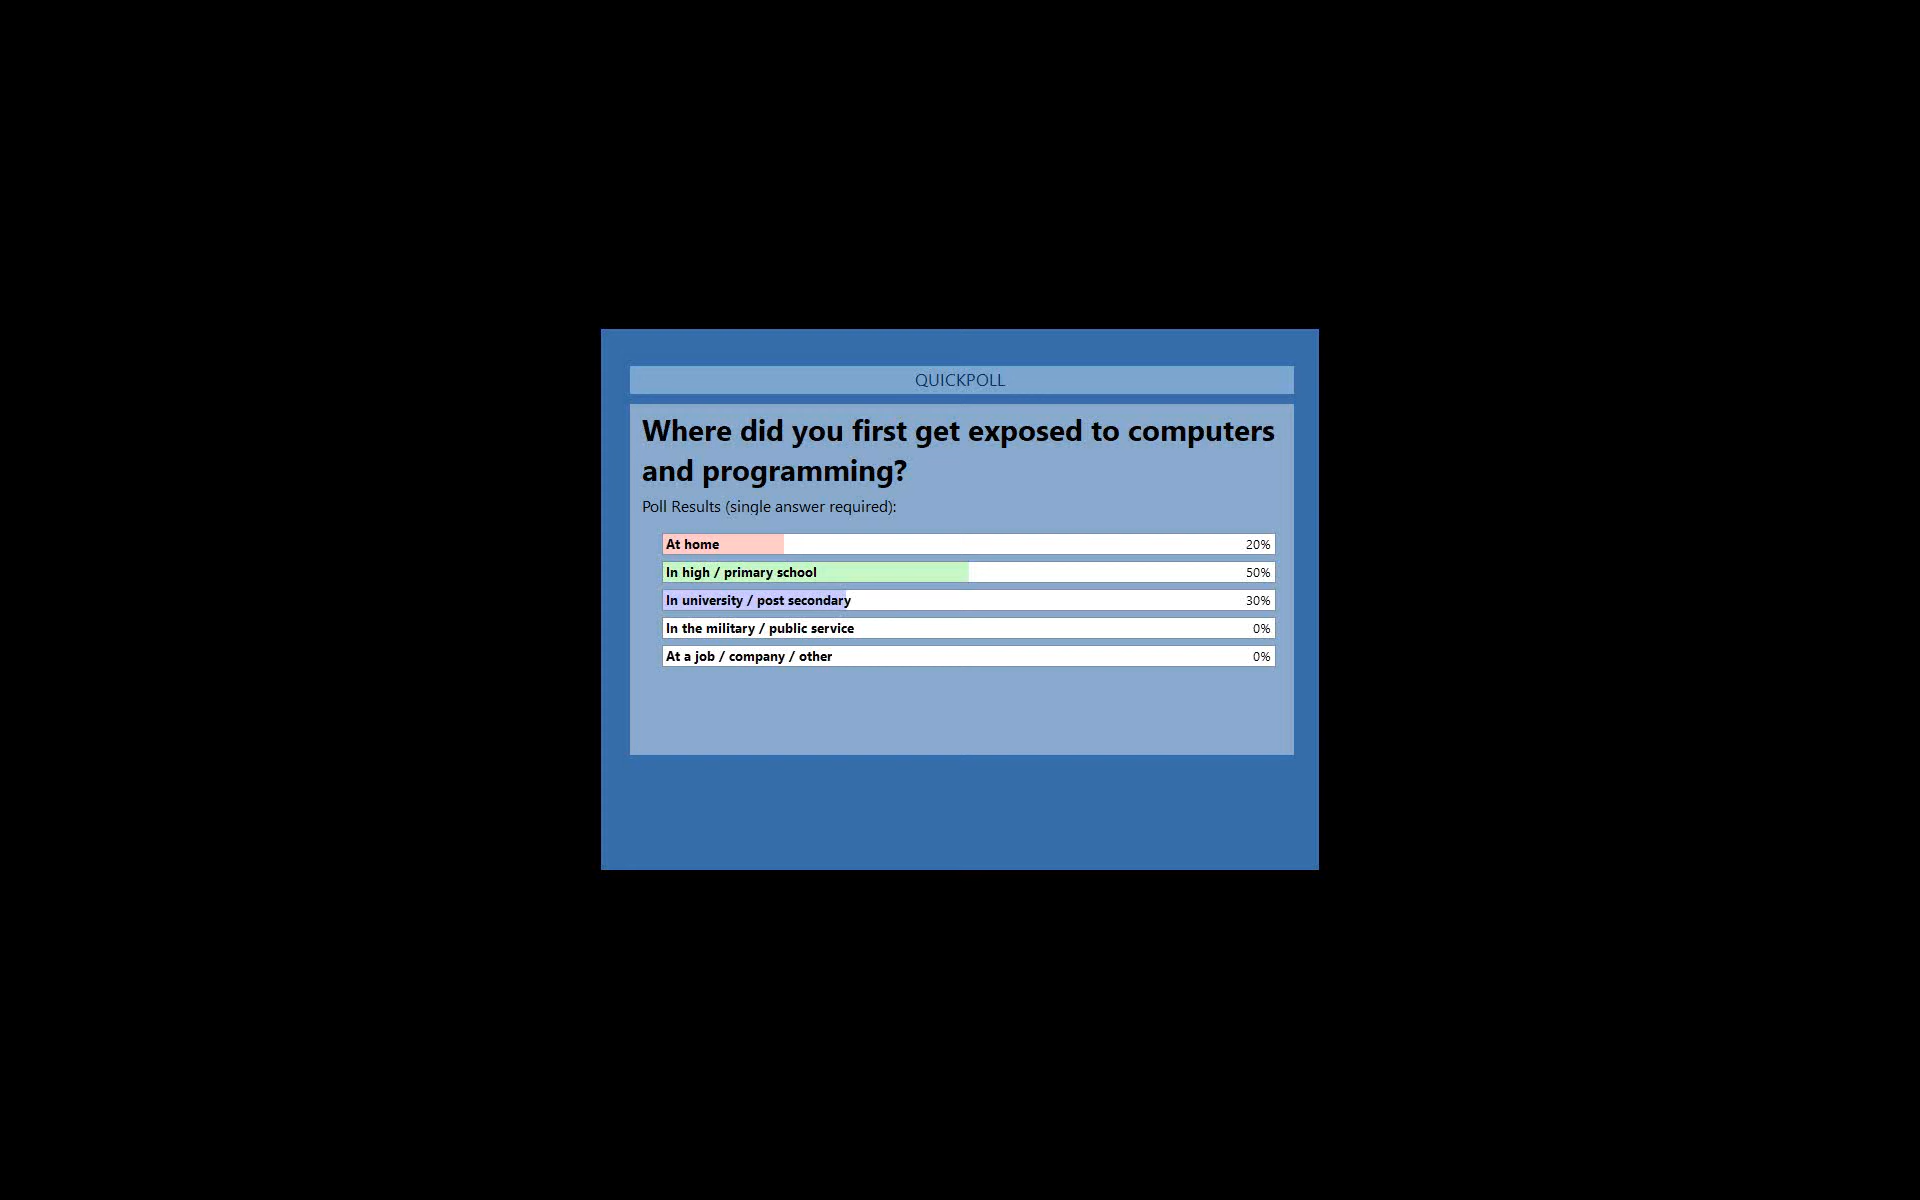 QUICKPOLL
Where did you first get exposed to computers
and programming?
Poll Results (single answer required):
At home 20%
In high / primary school 50%
In university / post secondary 30%
In the military / public service 0%
At a job / company / other 0%